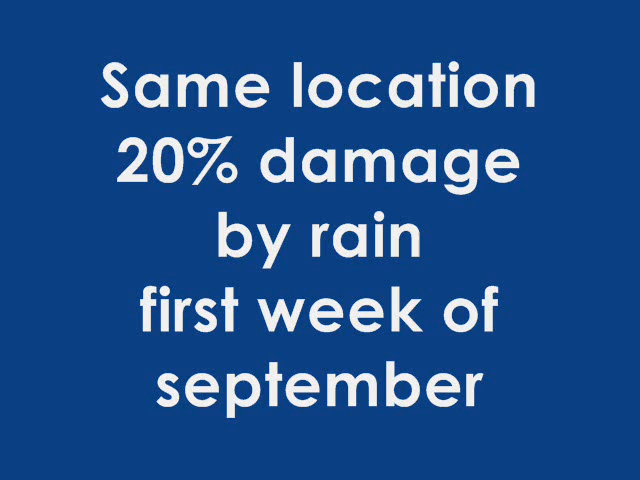 Same location
20% damage
by rain
first week of
september